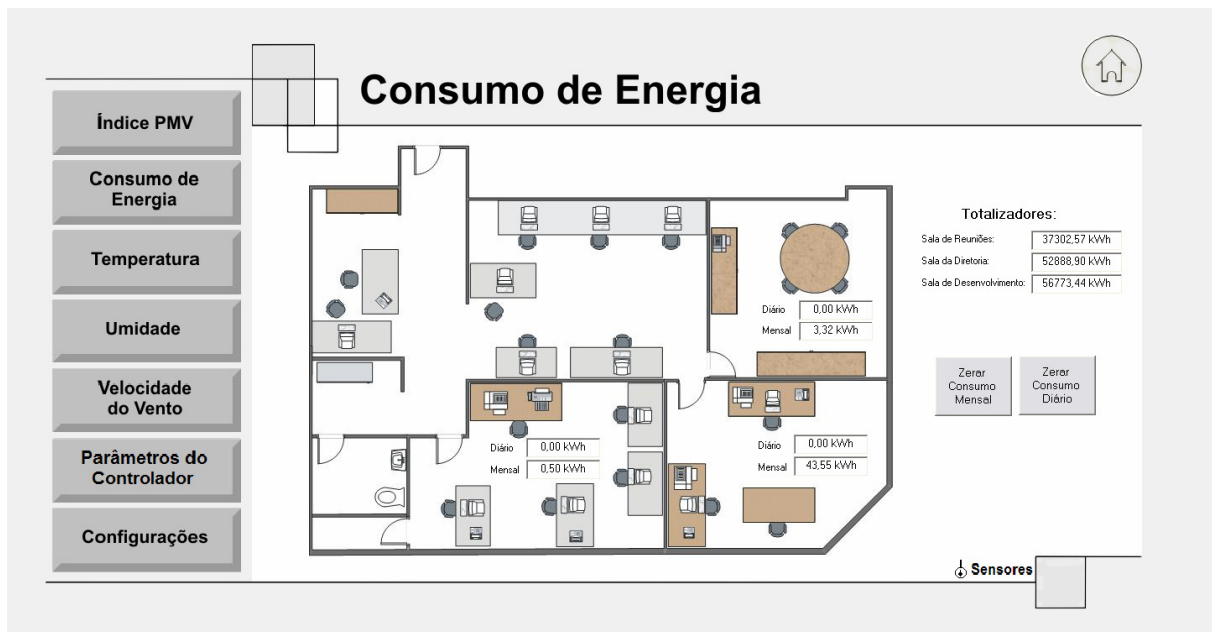 Consumo de Energia
Índice PMV
Consumo de
Energia
Temperatura
Umidade
Velocidade
do Vento
Parâmetros do
Controlador
Configurações
Diário 0,00 kWh
Mensal 3,32 kWh
Diário 0,00 kWh
Mensal 0,50 kWh
Diário 0,00 kWh
Mensal 43,55 kWh
Totalizadores:
Sala de Reuniões: 37302,57 kWh
Sala da Diretoria: 52888,90 kWh
Sala de Desenvolvimento: 56773,44 kWh
Zerar
Consumo
Mensal
Zerar
Consumo
Diário
Sensores